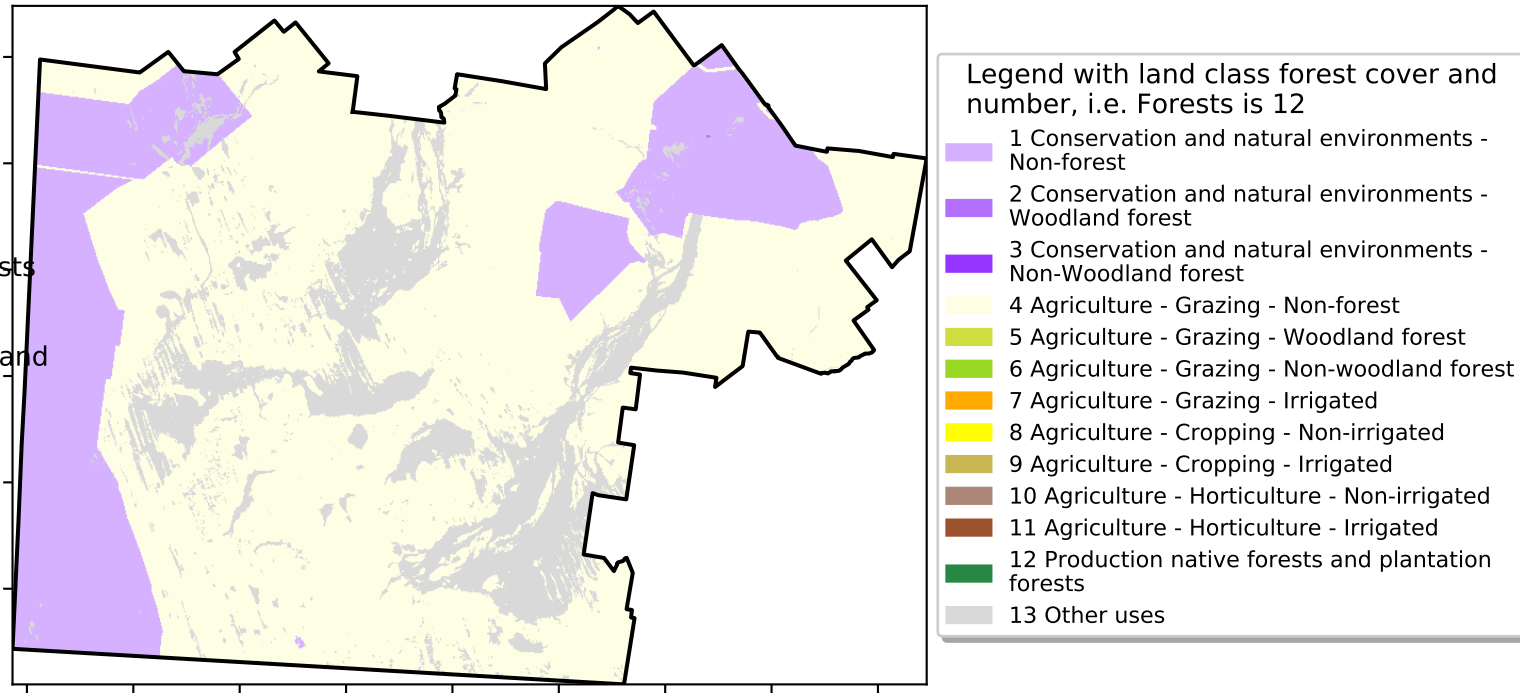 sts
and
Legend with land class forest cover and
number, i.e. Forests is 12
1 Conservation and natural environments -
Non-forest
2 Conservation and natural environments -
Woodland forest
3 Conservation and natural environments -
Non-Woodland forest
4 Agriculture - Grazing - Non-forest
5 Agriculture - Grazing - Woodland forest
6 Agriculture - Grazing - Non-woodland forest
7 Agriculture - Grazing - Irrigated
8 Agriculture - Cropping - Non-irrigated
9 Agriculture - Cropping - Irrigated
10 Agriculture - Horticulture - Non-irrigated
11 Agriculture - Horticulture - Irrigated
12 Production native forests and plantation
forests
13 Other uses